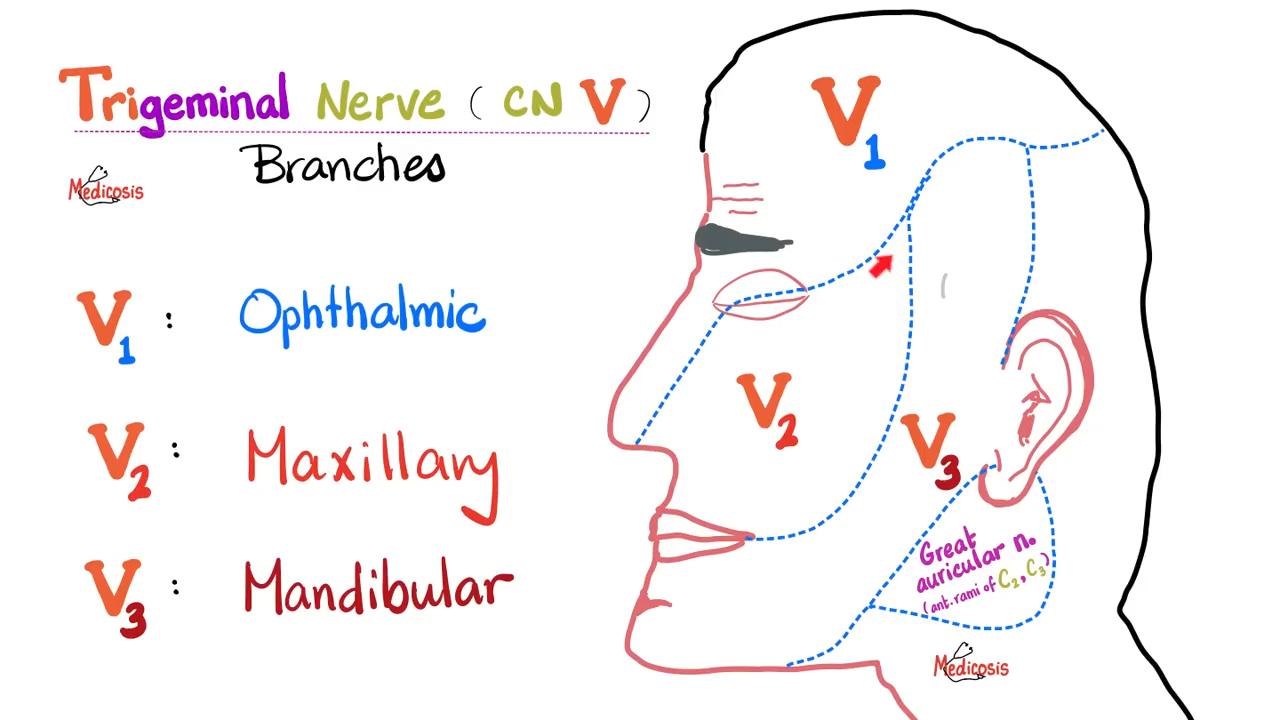 Trigeminal Nerve ( CN V )
Branches
Medicosis
V1 : Ophthalmic
V2 : Maxillary
V3 : Mandibular
V1
V2
V3
Great
auricular n.
(ant. rami of C2, C3)
Medicosis